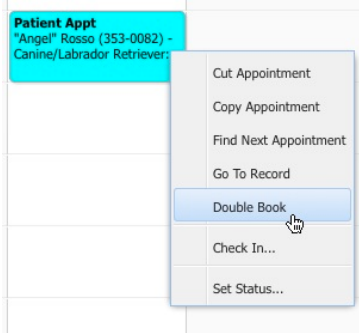 Patient Appt
"Angel" Rosso (353-0082) -
Canine/Labrador Retriever:
Cut Appointment
Copy Appointment
Find Next Appointment
Go To Record
Double Book
Check In...
Set Status...